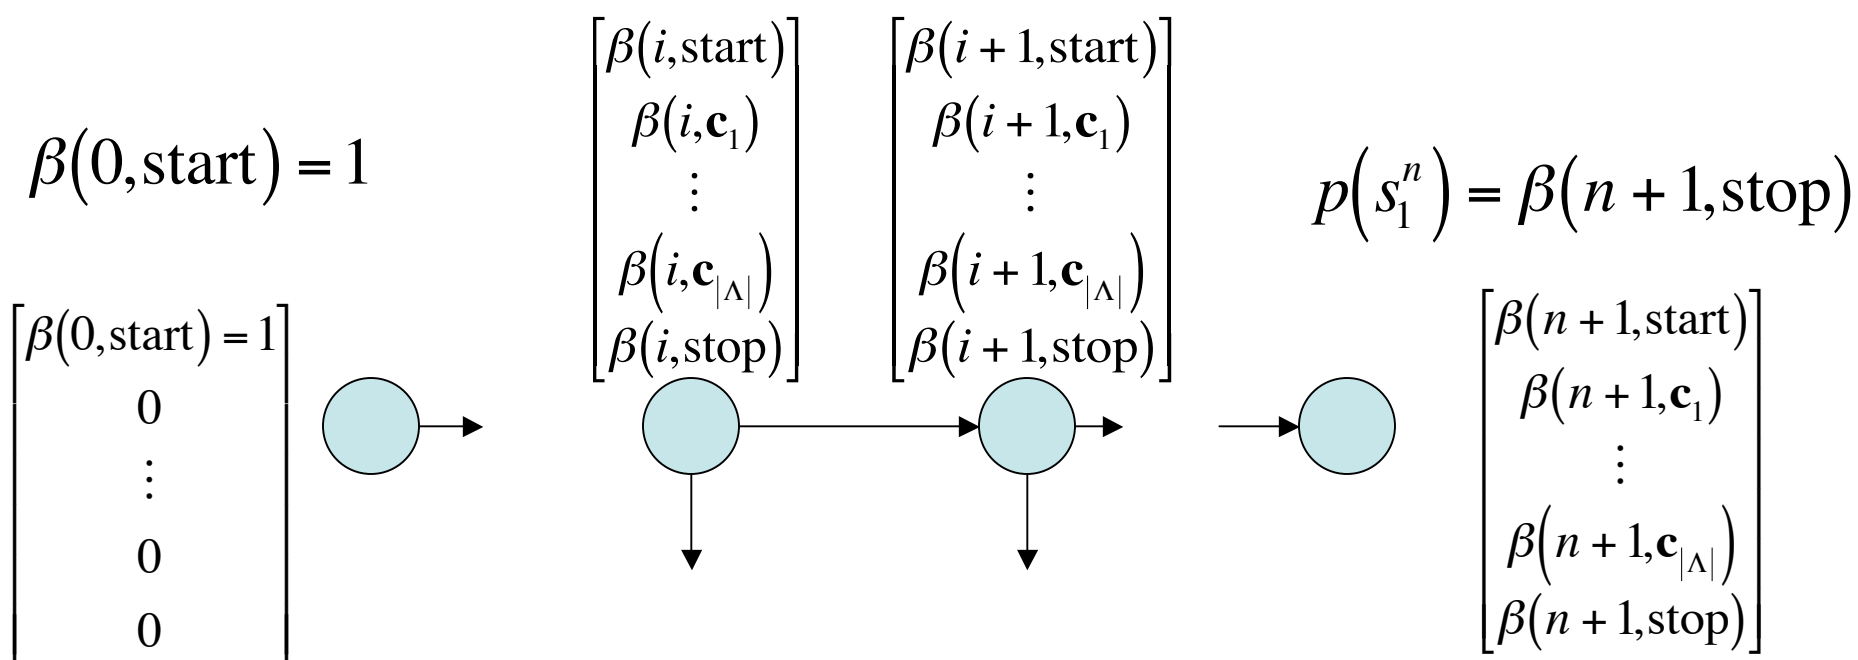 β(0,start) = 1
[β(0,start) = 1
0
⋮
0
0]
[β(i,start)
β(i,c₁)
⋮
β(i,c_|Λ|)
β(i,stop)]
[β(i + 1,start)
β(i + 1,c₁)
⋮
β(i + 1,c_|Λ|)
β(i + 1,stop)]
p(s₁ⁿ) = β(n + 1,stop)
[β(n + 1,start)
β(n + 1,c₁)
⋮
β(n + 1,c_|Λ|)
β(n + 1,stop)]